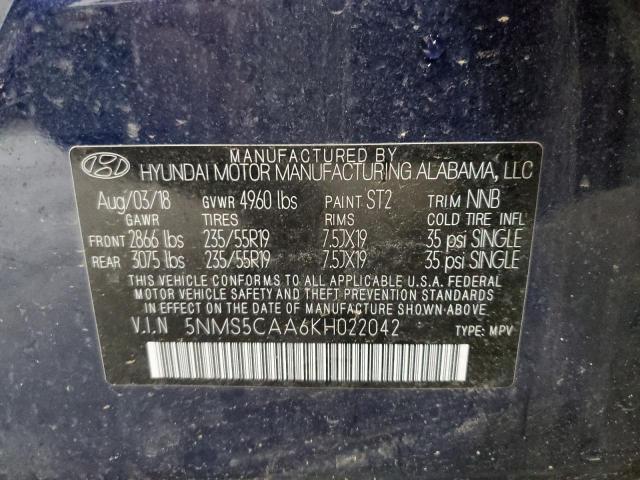 MANUFACTURED BY
HYUNDAI MOTOR MANUFACTURING ALABAMA, LLC
Aug/03/18 GVWR 4960 lbs PAINT ST2 TRIM NNB
GAWR TIRES RIMS COLD TIRE INFL
FRONT 2866 lbs 235/55R19 7.5JX19 35 psi SINGLE
REAR 3075 lbs 235/55R19 7.5JX19 35 psi SINGLE
THIS VEHICLE CONFORMS TO ALL APPLICABLE U.S.A. FEDERAL
MOTOR VEHICLE SAFETY AND THEFT PREVENTION STANDARDS
IN EFFECT ON THE DATE OF MANUFACTURE SHOWN ABOVE.
V.I.N 5NMS5CAA6KH022042 TYPE: MPV